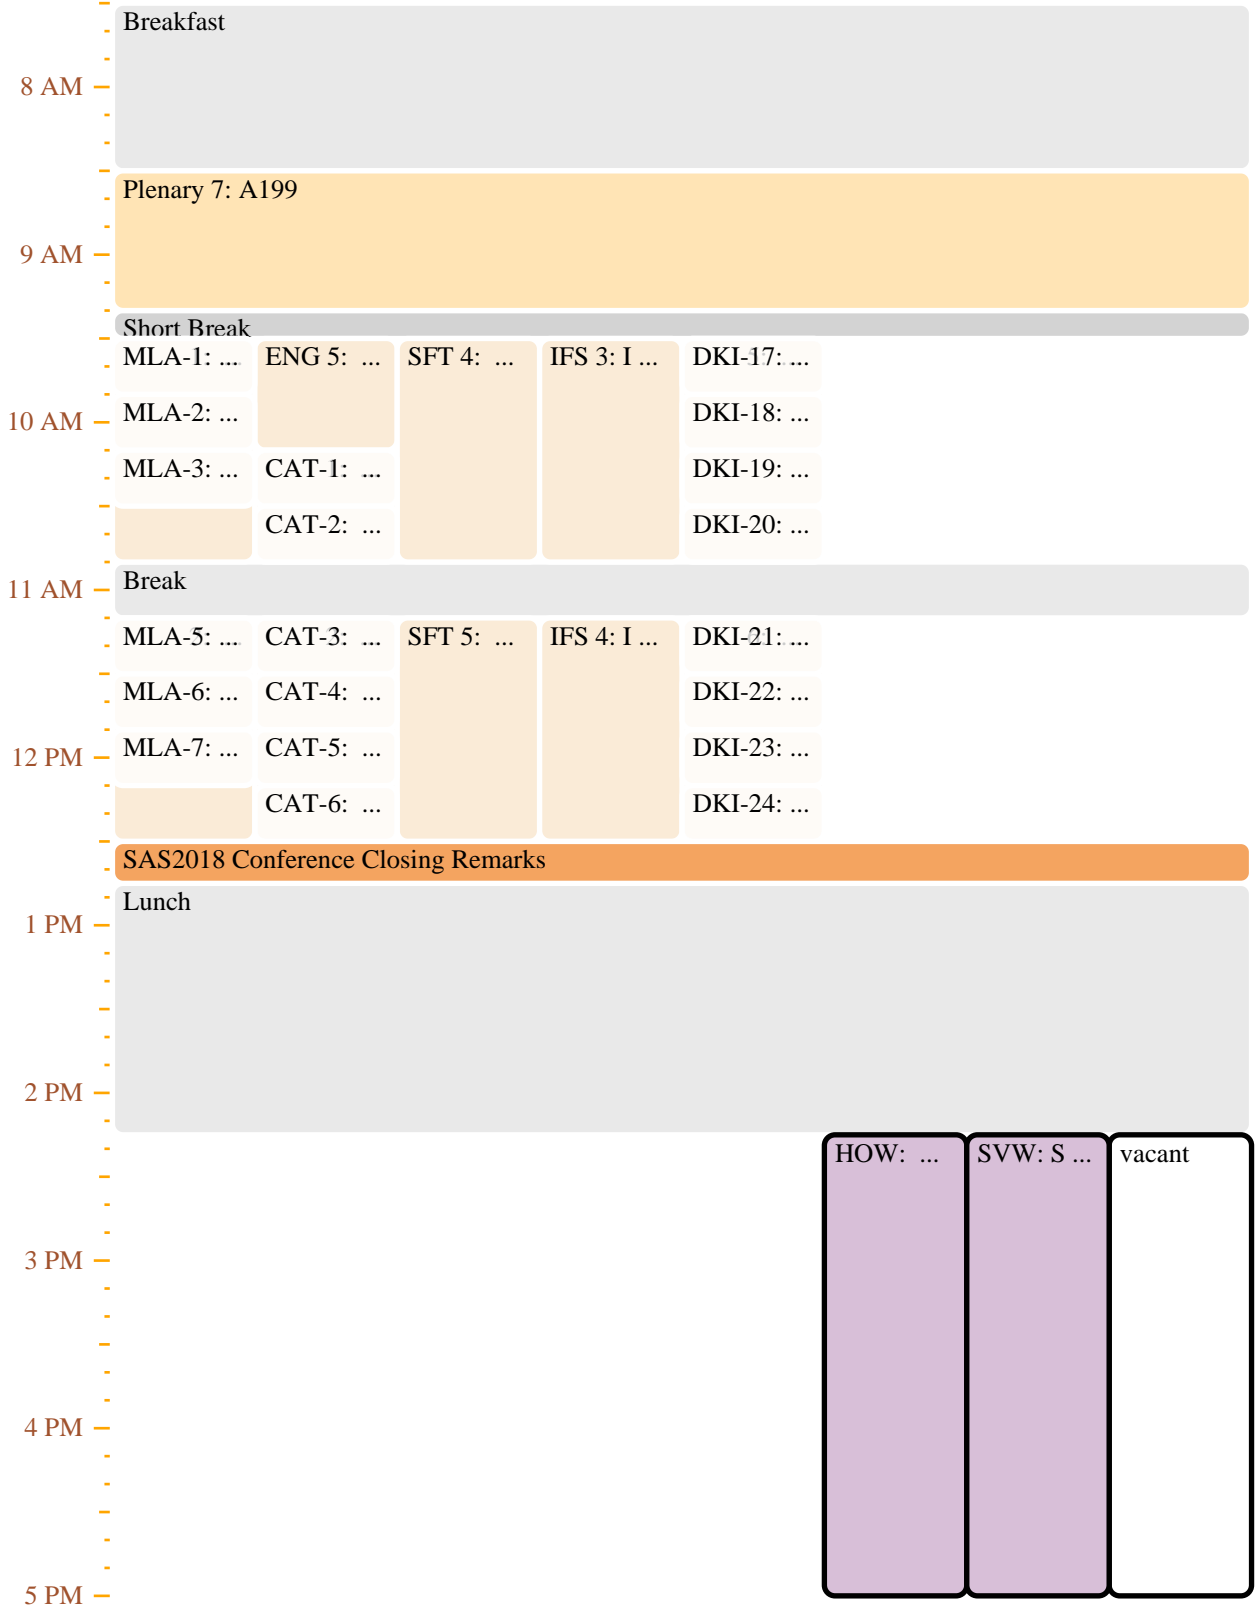 Breakfast
8 AM
Plenary 7: A199
9 AM
Short Break
MLA-1: ... ENG 5: ... SFT 4: ... IFS 3: I ... DKI-17: ...
10 AM MLA-2: ... DKI-18: ...
MLA-3: ... CAT-1: ... DKI-19: ...
CAT-2: ... DKI-20: ...
11 AM Break
MLA-5: ... CAT-3: ... SFT 5: ... IFS 4: I ... DKI-21: ...
MLA-6: ... CAT-4: ... DKI-22: ...
12 PM MLA-7: ... CAT-5: ... DKI-23: ...
CAT-6: ... DKI-24: ...
SAS2018 Conference Closing Remarks
Lunch
1 PM
2 PM
HOW: ... SVW: S ... vacant
3 PM
4 PM
5 PM